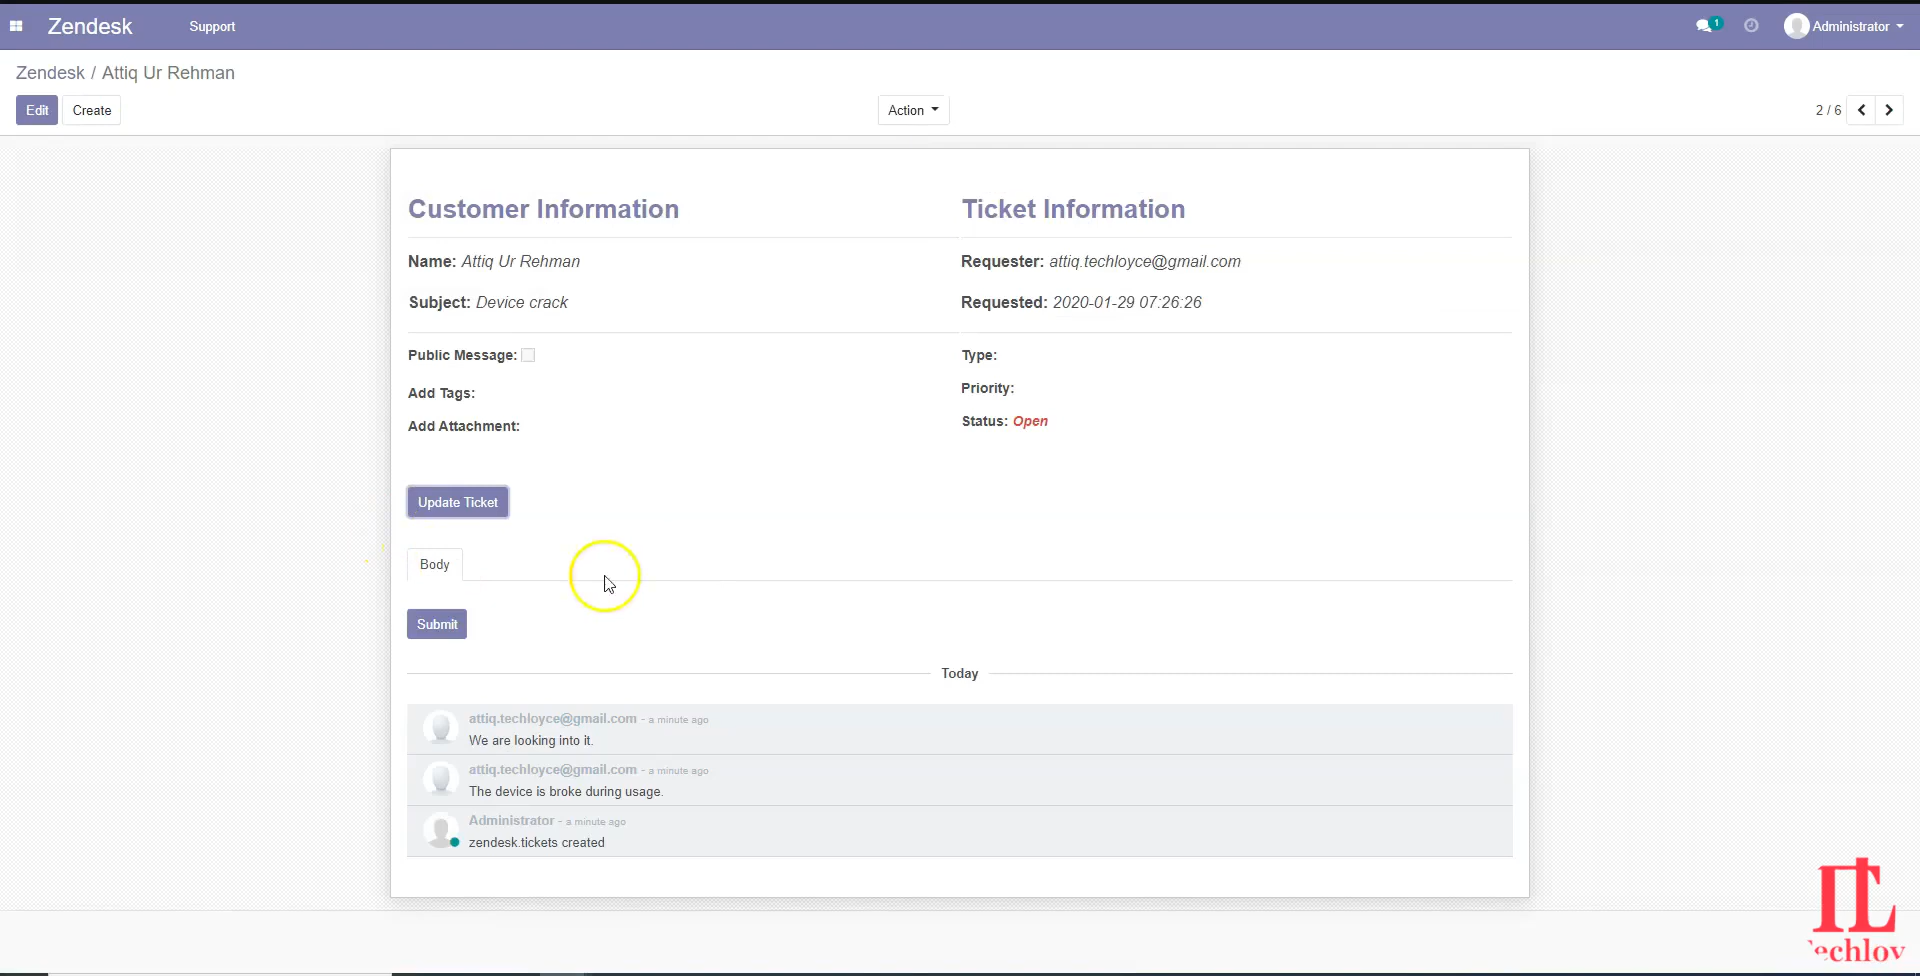 Zendesk Support 1 Administrator
Zendesk / Attiq Ur Rehman
Edit Create Action 2 / 6
Customer Information Ticket Information
Name: Attiq Ur Rehman Requester: attiq.techloyce@gmail.com
Subject: Device crack Requested: 2020-01-29 07:26:26
Public Message: Type:
Add Tags: Priority:
Add Attachment: Status: Open
Update Ticket
Body
Submit
Today
attiq.techloyce@gmail.com - a minute ago
We are looking into it.
attiq.techloyce@gmail.com - a minute ago
The device is broke during usage.
Administrator - a minute ago
zendesk.tickets created